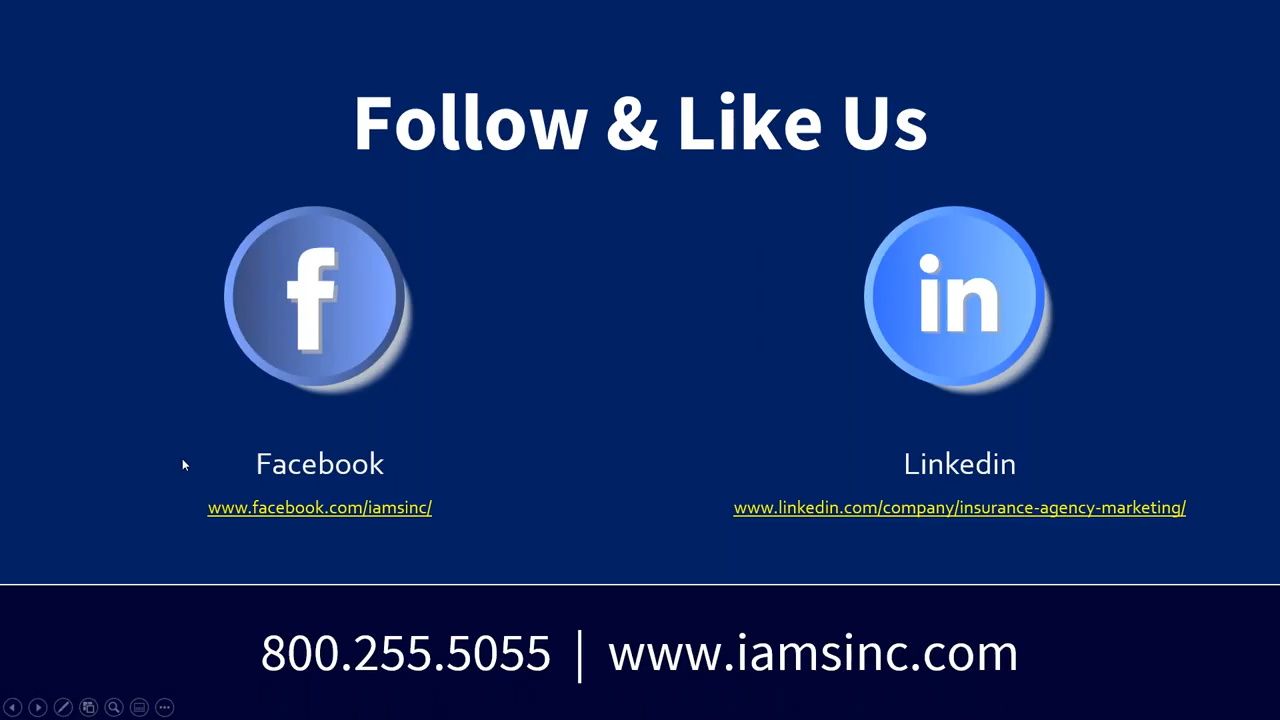 Follow & Like Us
f
in
Facebook
Linkedin
www.facebook.com/iamsinc/
www.linkedin.com/company/insurance-agency-marketing/
800.255.5055 | www.iamsinc.com